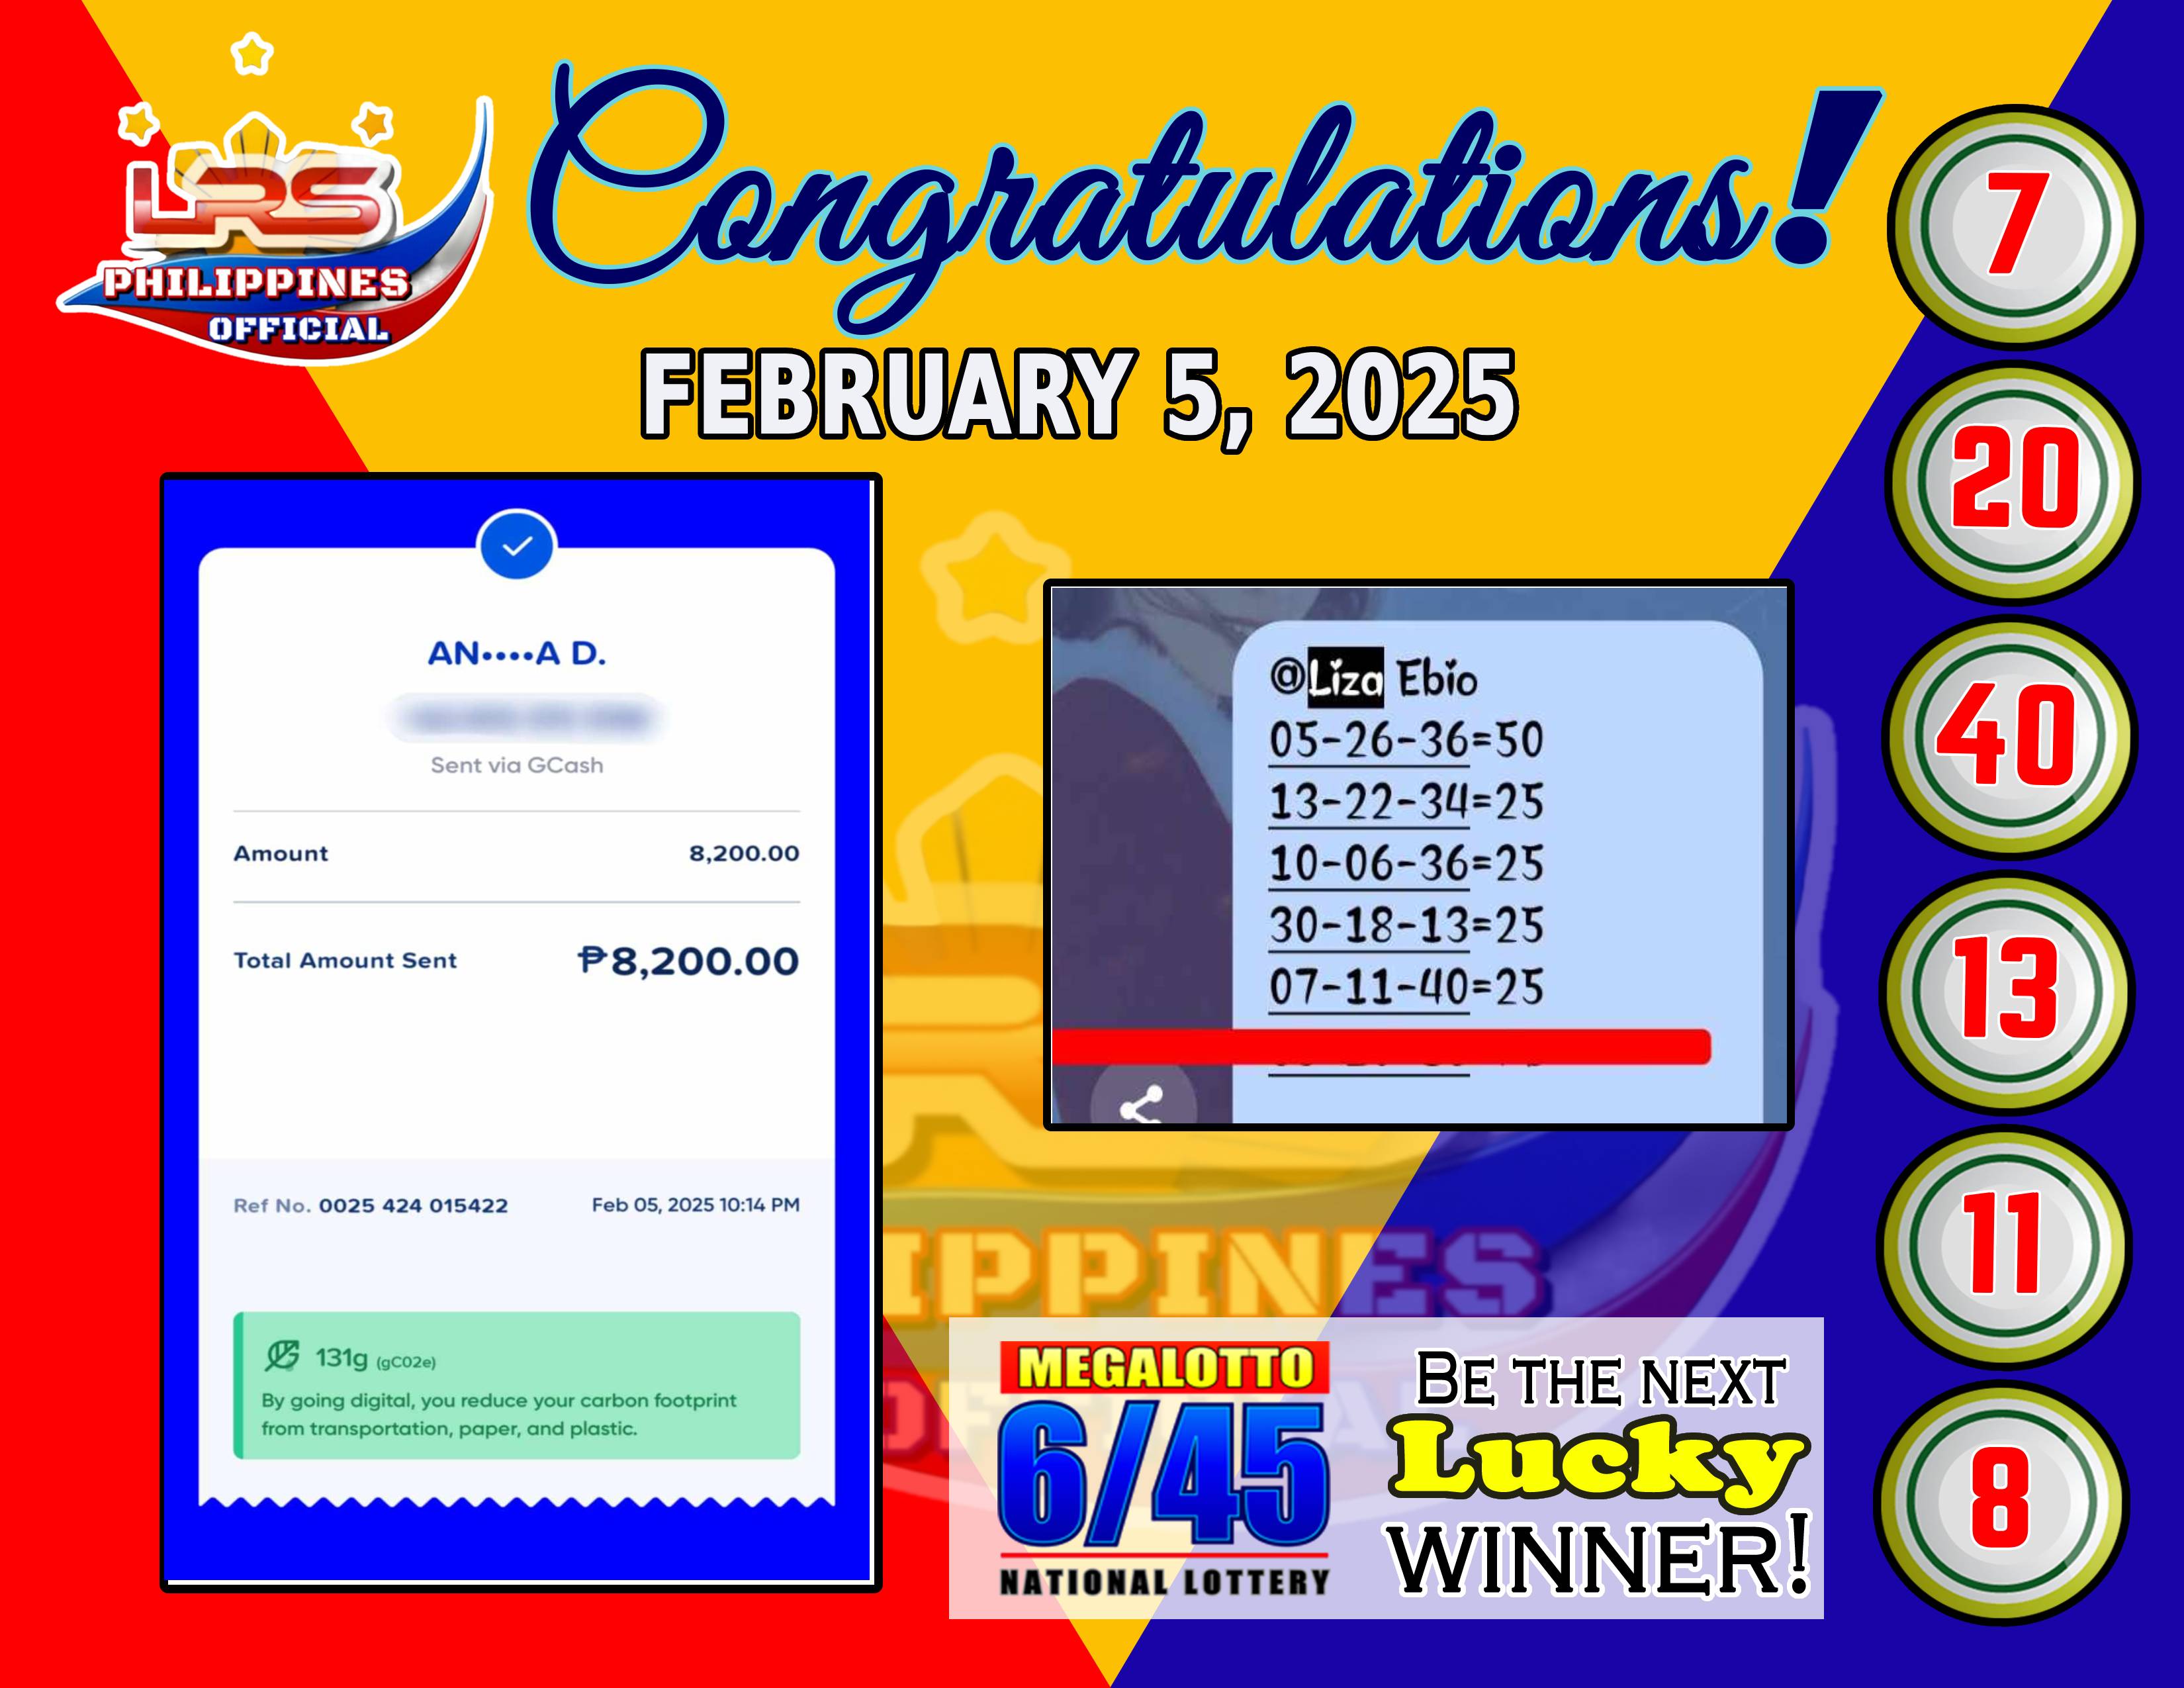 LRS
PHILIPPINES
OFFICIAL
Congratulations!
FEBRUARY 5, 2025
AN••••A D.
Sent via GCash
Amount 8,200.00
Total Amount Sent ₱8,200.00
Ref No. 0025 424 015422 Feb 05, 2025 10:14 PM
131g (gCO2e)
By going digital, you reduce your carbon footprint
from transportation, paper, and plastic.
@Liza Ebio
05-26-36=50
13-22-34=25
10-06-36=25
30-18-13=25
07-11-40=25
IPPINES
MEGALOTTO
6/45
NATIONAL LOTTERY
BE THE NEXT
Lucky
WINNER!
7
20
40
13
11
8